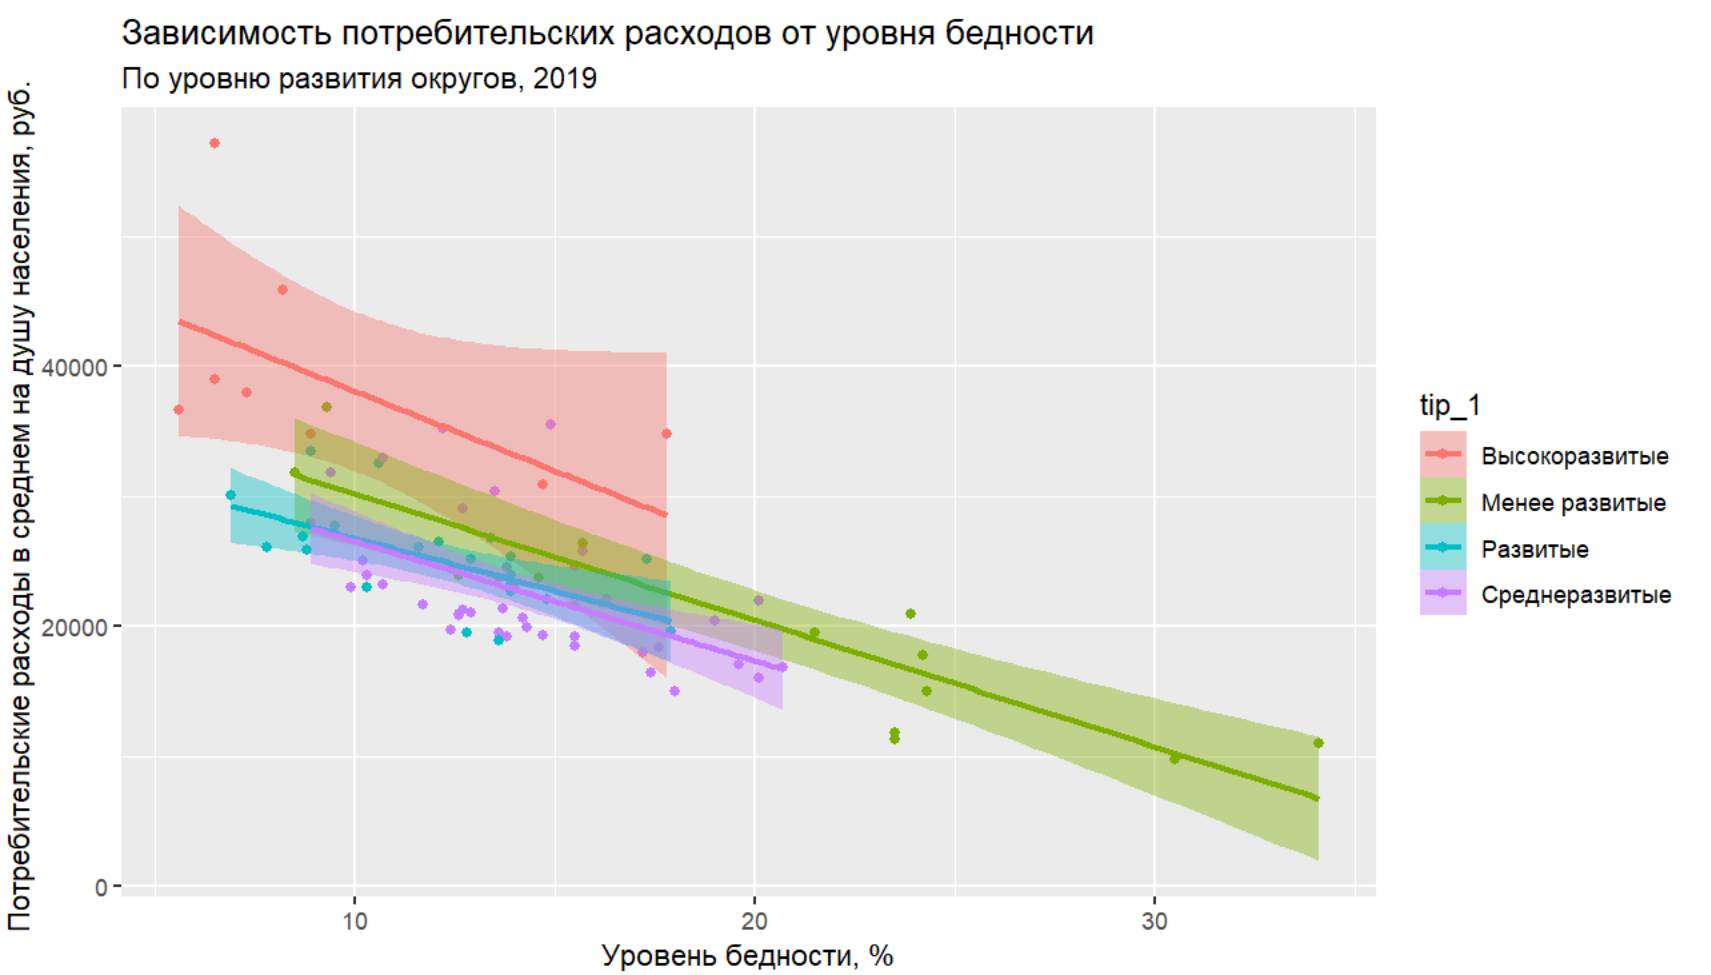 Зависимость потребительских расходов от уровня бедности
По уровню развития округов, 2019
Потребительские расходы в среднем на душу населения, руб.
40000
20000
0
10
20
30
Уровень бедности, %
tip_1
Высокоразвитые
Менее развитые
Развитые
Среднеразвитые